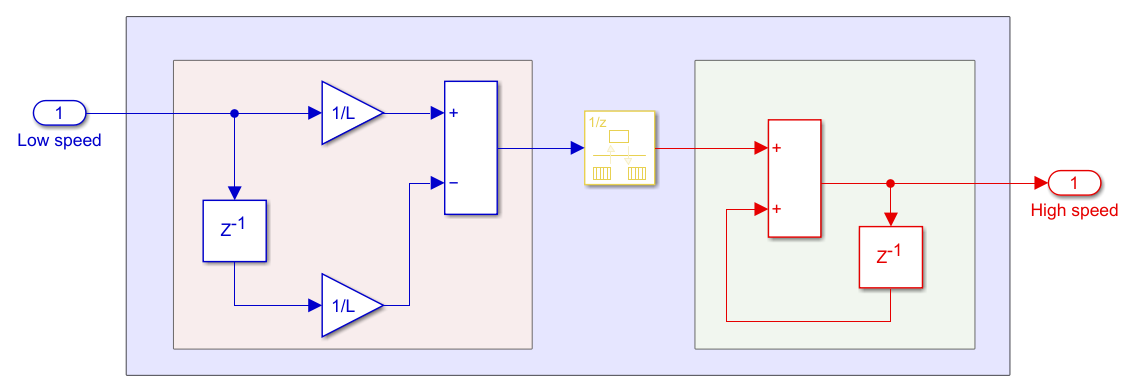 1
Low speed
1/L
Z-1
1/L
+
−
1/z
+
+
Z-1
1
High speed